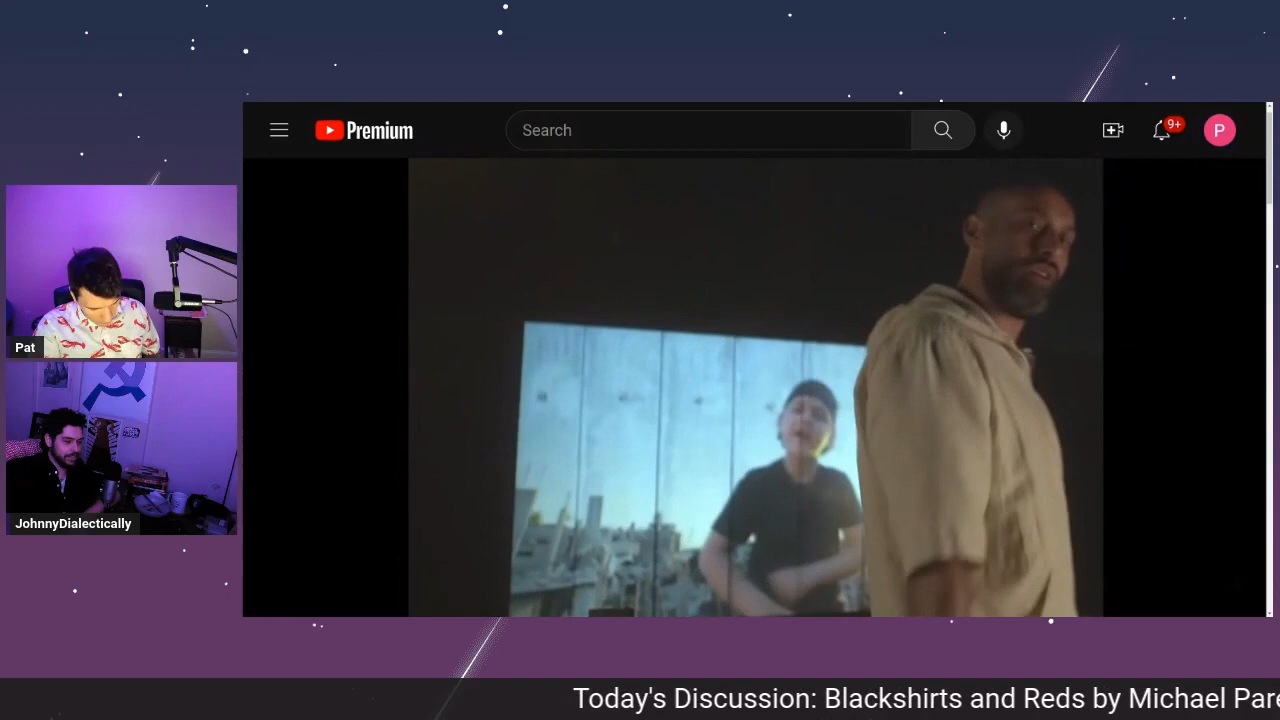 Premium
Search
9+
P
Pat
JohnnyDialectically
Today's Discussion: Blackshirts and Reds by Michael Pare